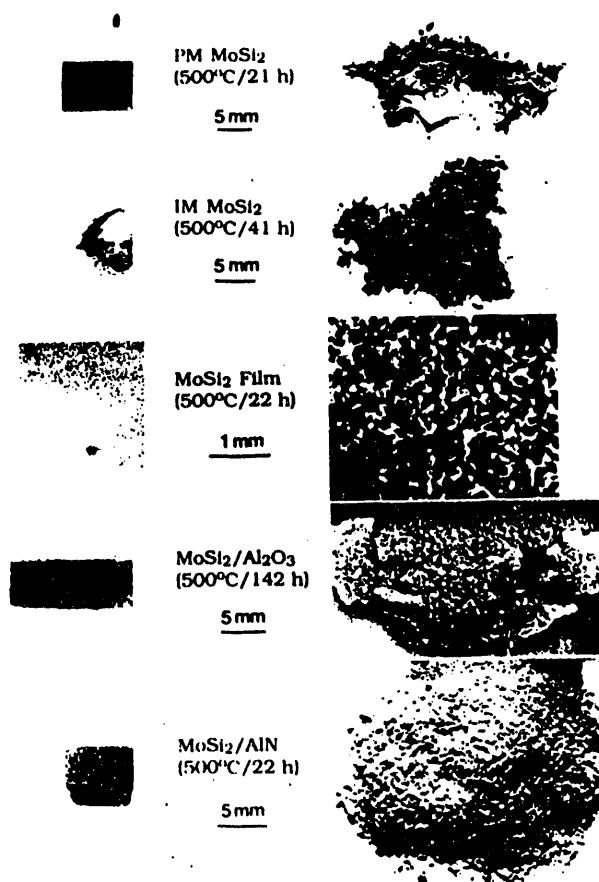 PM MoSi₂
(500°C/21 h)
5 mm
IM MoSi₂
(500°C/41 h)
5 mm
MoSi₂ Film
(500°C/22 h)
1 mm
MoSi₂/Al₂O₃
(500°C/142 h)
5 mm
MoSi₂/AlN
(500°C/22 h)
5 mm